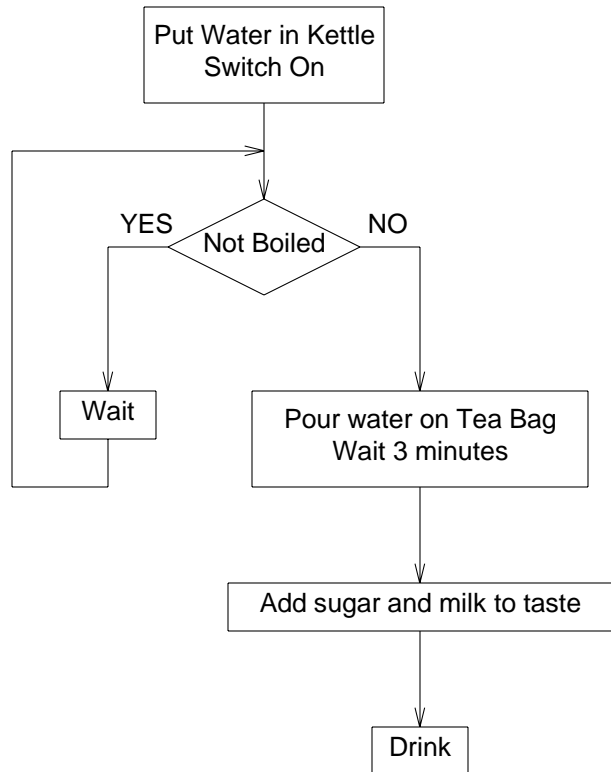 Put Water in Kettle
Switch On
YES
Not Boiled
NO
Wait
Pour water on Tea Bag
Wait 3 minutes
Add sugar and milk to taste
Drink